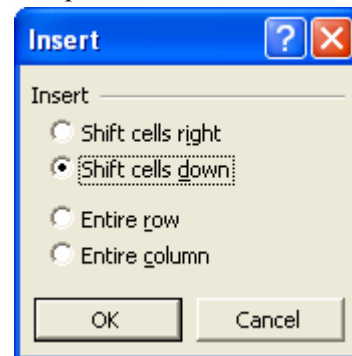 Insert
Insert
Shift cells right
Shift cells down
Entire row
Entire column
OK Cancel